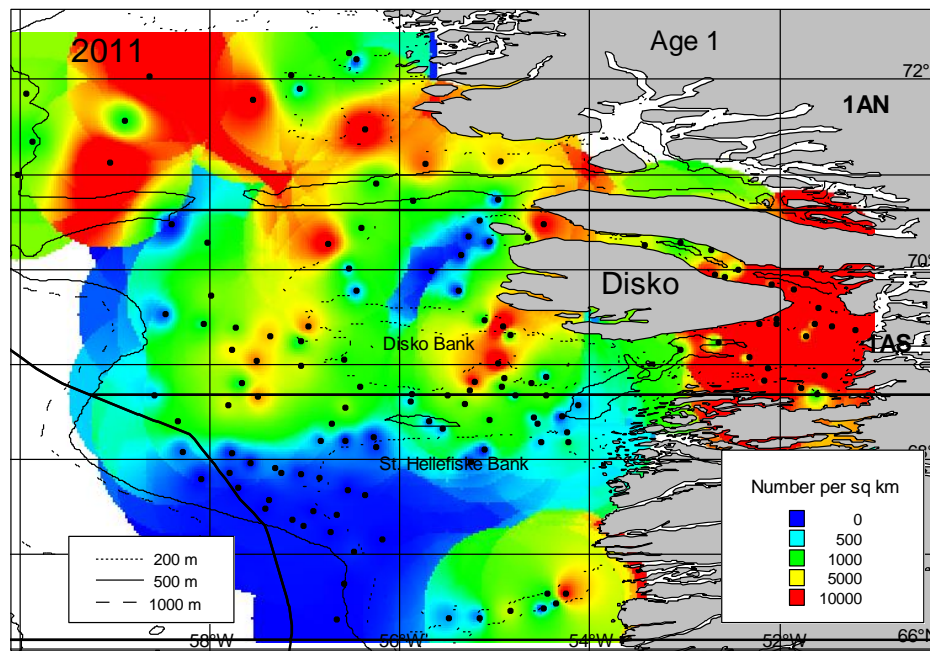 2011
Age 1
72°
1AN
70°
Disko
Disko Bank
1AS
68°
St. Hellefiske Bank
Number per sq km
0
500
1000
5000
10000
200 m
500 m
1000 m
58°W
56°W
54°W
52°W
66°N